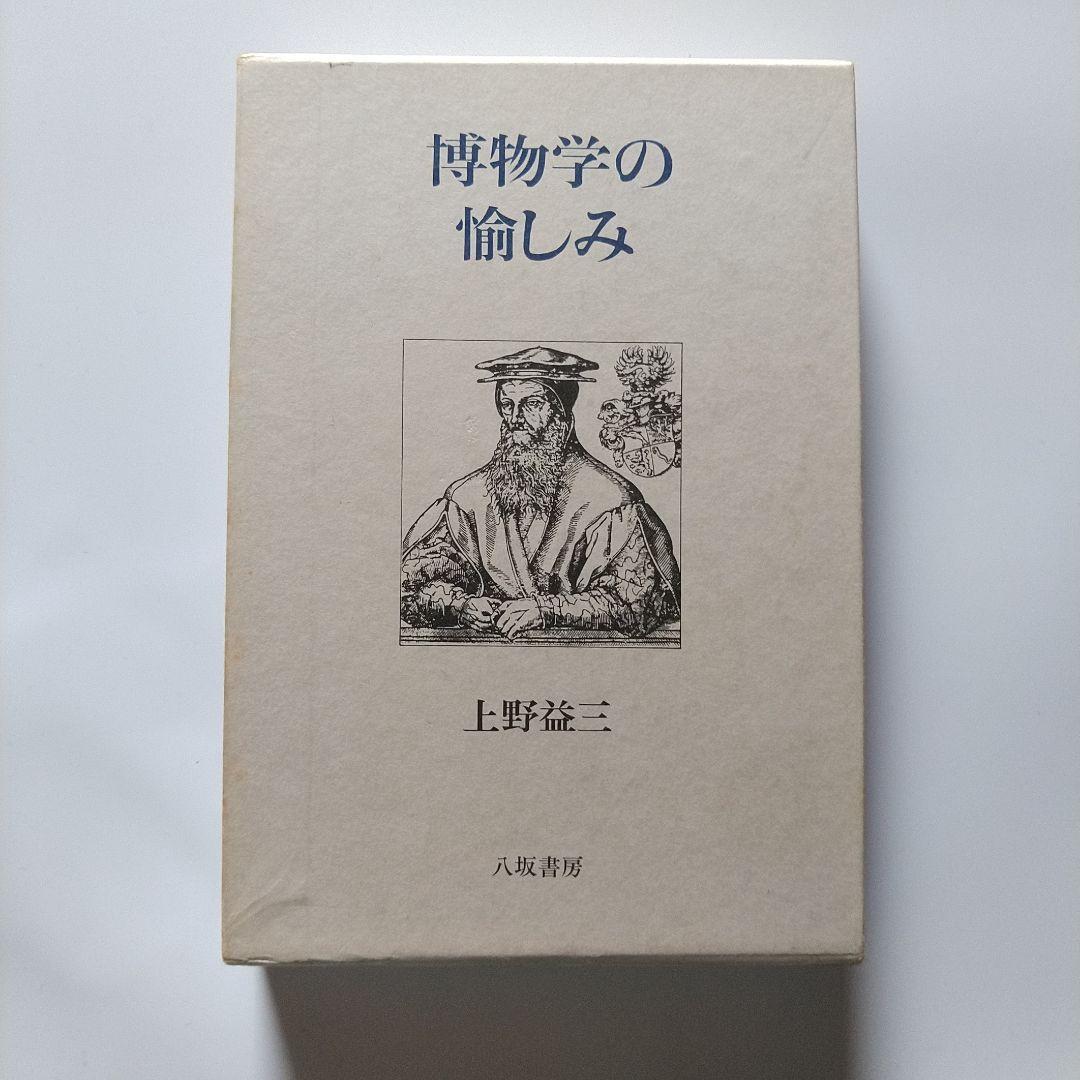 博物学の
愉しみ
上野益三
八坂書房